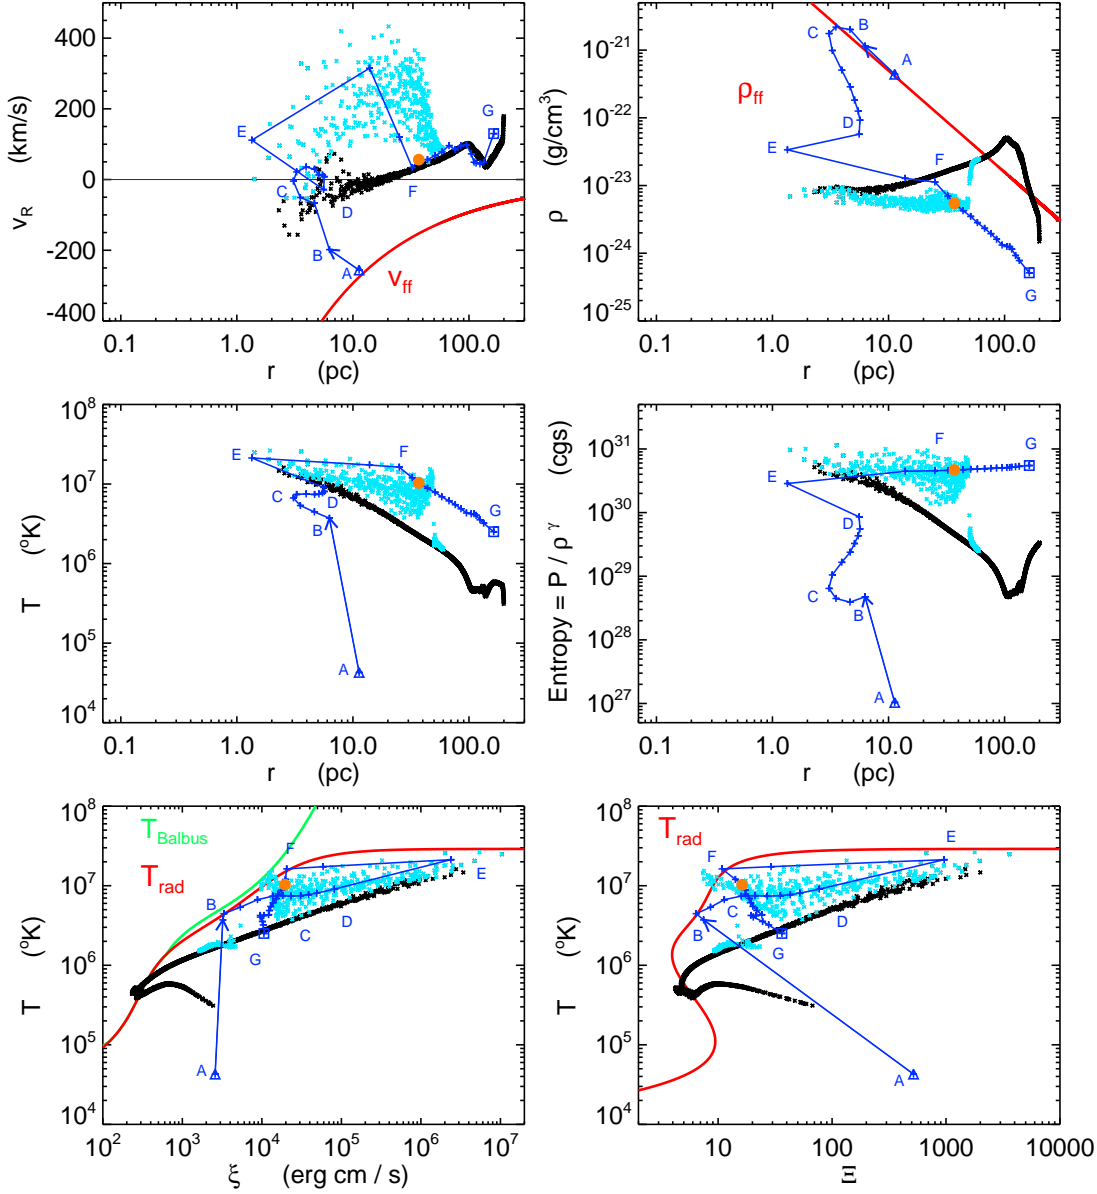 400
200
0
-200
-400
v_R (km/s)
0.1 1.0 10.0 100.0
r (pc)
A
B
C
D
E
F
G
v_ff
10^-21
10^-22
10^-23
10^-24
10^-25
ρ (g/cm^3)
0.1 1.0 10.0 100.0
r (pc)
A
B
C
D
E
F
G
ρ_ff
10^8
10^7
10^6
10^5
10^4
T (°K)
0.1 1.0 10.0 100.0
r (pc)
A
B
C
D
E
F
G
10^31
10^30
10^29
10^28
10^27
Entropy = P / ρ^γ (cgs)
0.1 1.0 10.0 100.0
r (pc)
A
B
C
D
E
F
G
10^8
10^7
10^6
10^5
10^4
T (°K)
10^2 10^3 10^4 10^5 10^6 10^7
ξ (erg cm / s)
T_Balbus
T_rad
A
B
C
D
E
F
G
10^8
10^7
10^6
10^5
10^4
T (°K)
10 100 1000 10000
Ξ
T_rad
A
B
C
D
E
F
G